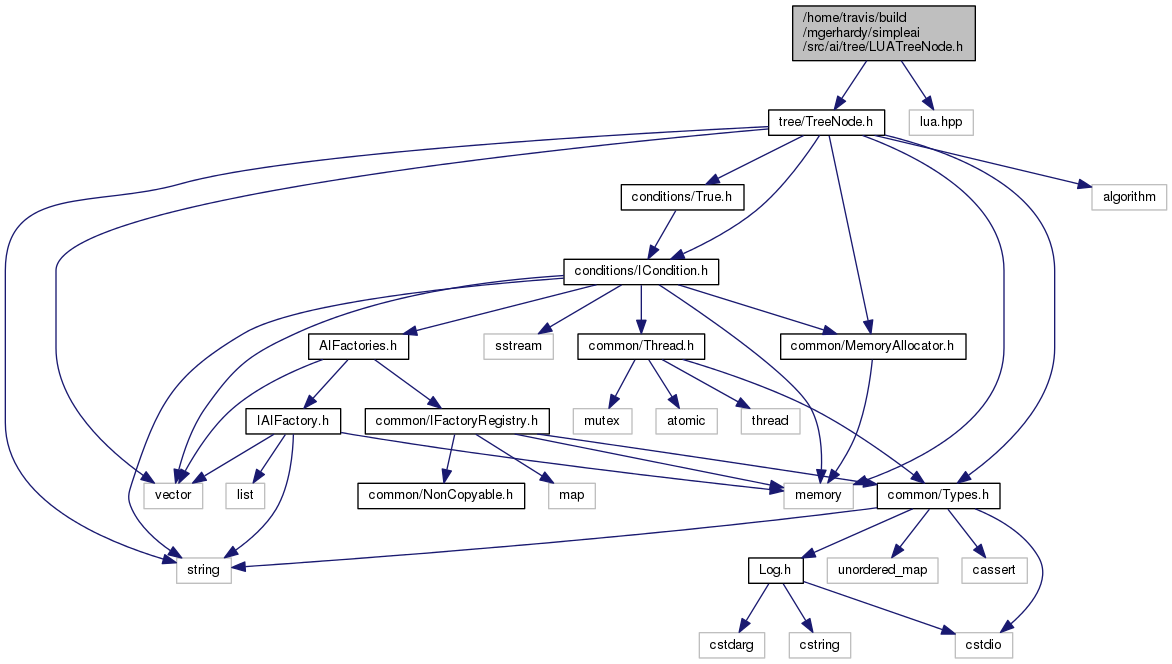 /home/travis/build
/mgerhardy/simpleai
/src/ai/tree/LUATreeNode.h
tree/TreeNode.h
lua.hpp
conditions/True.h
algorithm
conditions/ICondition.h
AIFactories.h
sstream
common/Thread.h
common/MemoryAllocator.h
IAIFactory.h
common/IFactoryRegistry.h
mutex
atomic
thread
vector
list
common/NonCopyable.h
map
memory
common/Types.h
string
Log.h
unordered_map
cassert
cstdarg
cstring
cstdio